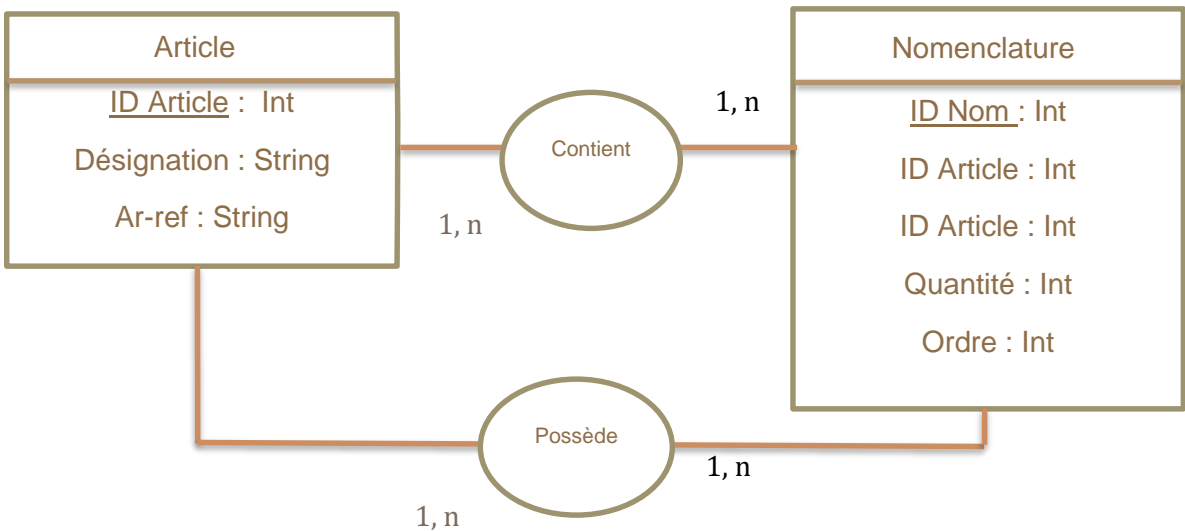 Article
ID Article : Int
Désignation : String
Ar-ref : String
1, n
Contient
1, n
Nomenclature
ID Nom : Int
ID Article : Int
ID Article : Int
Quantité : Int
Ordre : Int
Possède
1, n
1, n